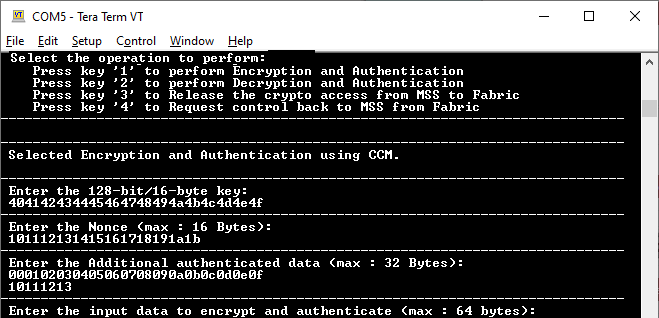 COM5 - Tera Term VT
File Edit Setup Control Window Help
Select the operation to perform:
Press key '1' to perform Encryption and Authentication
Press key '2' to perform Decryption and Authentication
Press key '3' to Release the crypto access from MSS to Fabric
Press key '4' to Request control back to MSS from Fabric
Selected Encryption and Authentication using CCM.
Enter the 128-bit/16-byte key:
404142434445464748494a4b4c4d4e4f
Enter the Nonce (max : 16 Bytes):
101112131415161718191a1b
Enter the Additional authenticated data (max : 32 Bytes):
000102030405060708090a0b0c0d0e0f
10111213
Enter the input data to encrypt and authenticate (max : 64 bytes):